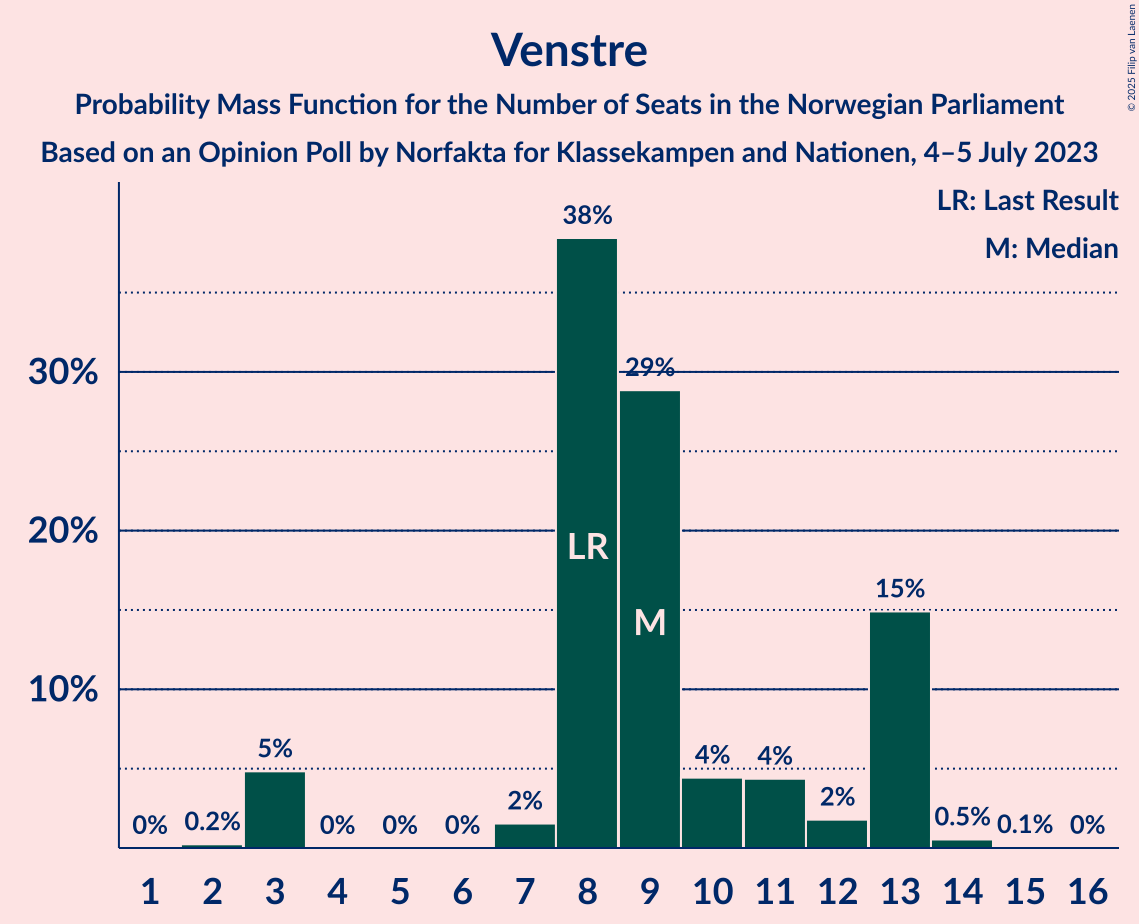 Venstre
Probability Mass Function for the Number of Seats in the Norwegian Parliament
Based on an Opinion Poll by Norfakta for Klassekampen and Nationen, 4–5 July 2023
© 2025 Filip van Laenen
LR: Last Result
M: Median
30%
20%
10%
0%
0.2%
5%
0%
0%
0%
2%
38%
29%
4%
4%
2%
15%
0.5%
0.1%
0%
LR
M
1 2 3 4 5 6 7 8 9 10 11 12 13 14 15 16